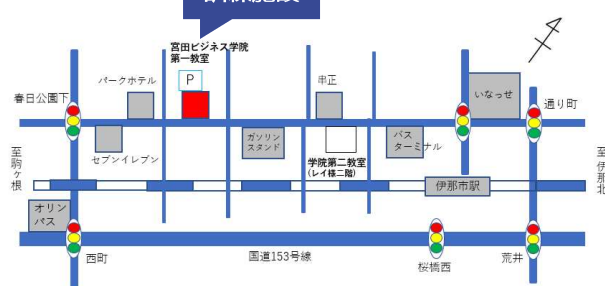 宮田ビジネス学院
第一教室
P
パークホテル
串正
いなっせ
春日公園下
通り町
セブンイレブン
ガソリン
スタンド
バス
ターミナル
学院第二教室
(レイ様二階)
至駒ヶ根
至伊那北
伊那市駅
オリン
パス
西町
国道153号線
桜橋西
荒井